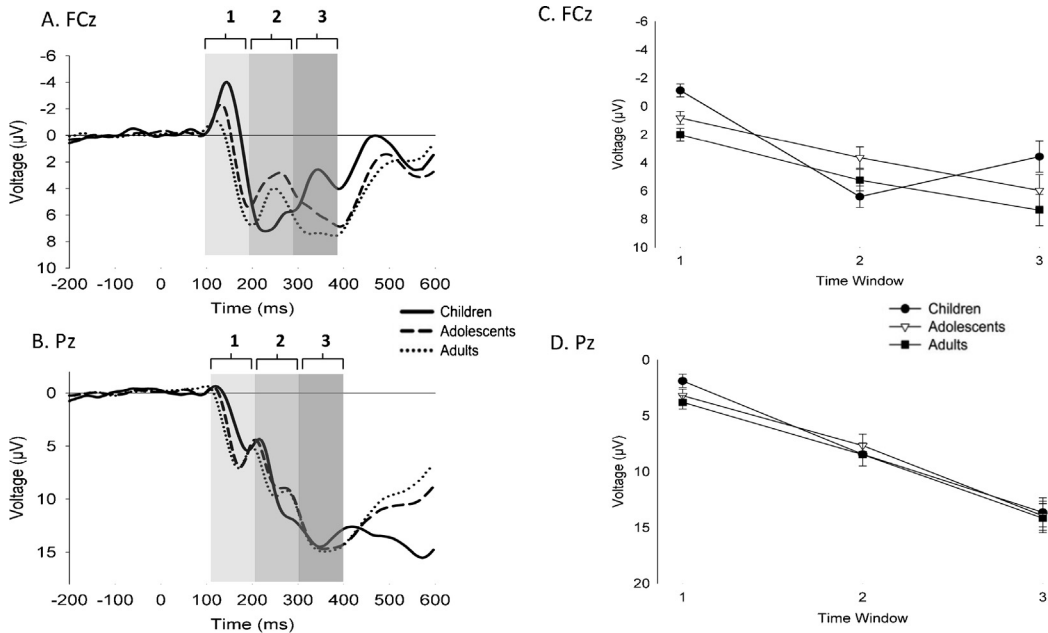 A. FCz
1 2 3
-6
-4
-2
0
2
4
6
8
10
Voltage (µV)
-200 -100 0 100 200 300 400 500 600
Time (ms)
Children
Adolescents
Adults
B. Pz
1 2 3
0
5
10
15
Voltage (µV)
-200 -100 0 100 200 300 400 500 600
Time (ms)
C. FCz
-6
-4
-2
0
2
4
6
8
10
Voltage (µV)
1 2 3
Time Window
Children
Adolescents
Adults
D. Pz
0
5
10
15
20
Voltage (µV)
1 2 3
Time Window